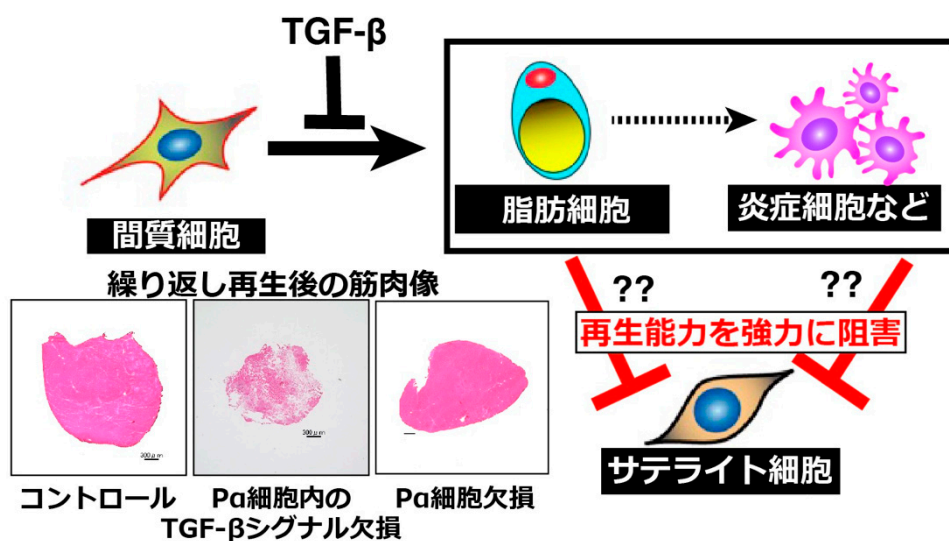 TGF-β
間質細胞
脂肪細胞
炎症細胞など
??
??
再生能力を強力に阻害
サテライト細胞
繰り返し再生後の筋肉像
300μm
300μm
コントロール
Pα細胞内の
TGF-βシグナル欠損
Pα細胞欠損